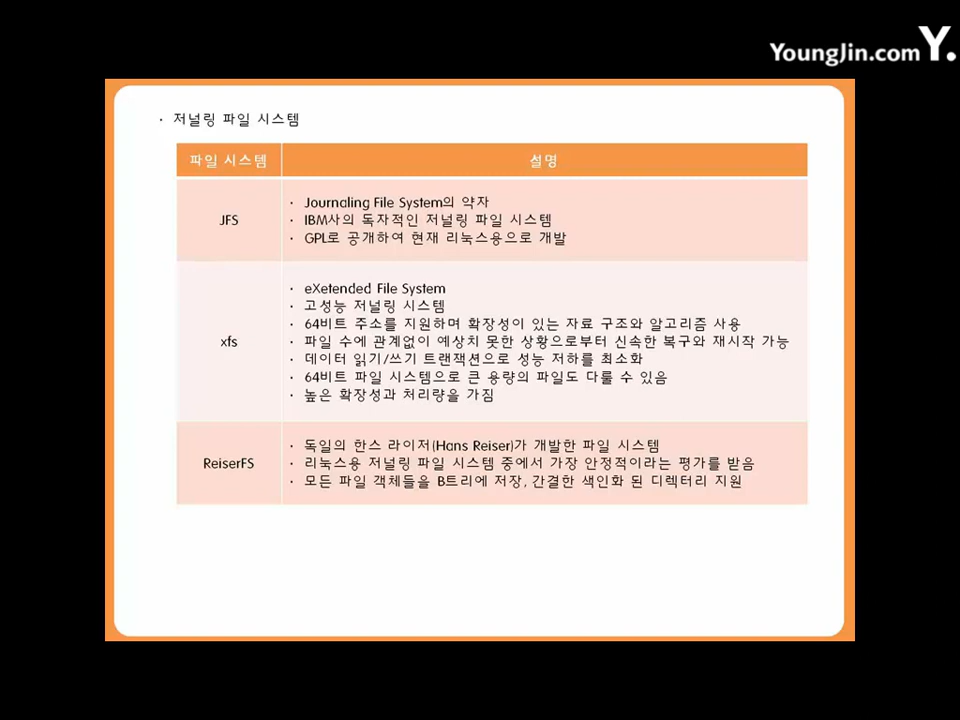 YoungJin.com Y.
· 저널링 파일 시스템
파일 시스템 설명
JFS
· Journaling File System의 약자
· IBM사의 독자적인 저널링 파일 시스템
· GPL로 공개하여 현재 리눅스용으로 개발
xfs
· eXetended File System
· 고성능 저널링 시스템
· 64비트 주소를 지원하며 확장성이 있는 자료 구조와 알고리즘 사용
· 파일 수에 관계없이 예상치 못한 상황으로부터 신속한 복구와 재시작 가능
· 데이터 읽기/쓰기 트랜잭션으로 성능 저하를 최소화
· 64비트 파일 시스템으로 큰 용량의 파일도 다룰 수 있음
· 높은 확장성과 처리량을 가짐
ReiserFS
· 독일의 한스 라이저(Hans Reiser)가 개발한 파일 시스템
· 리눅스용 저널링 파일 시스템 중에서 가장 안정적이라는 평가를 받음
· 모든 파일 객체들을 B트리에 저장, 간결한 색인화 된 디렉터리 지원